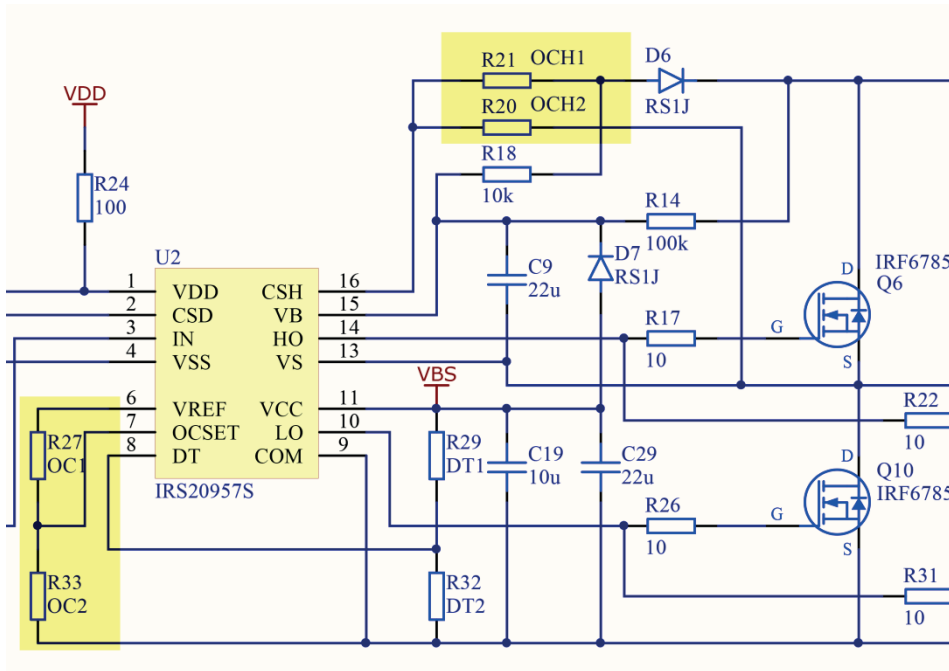 R21 OCH1
D6
R20 OCH2
RS1J
VDD
R18
10k
R24
100
R14
100k
D7
RS1J
C9
22u
U2
IRF6785
Q6
1 VDD CSH 16
2 CSD VB 15
3 IN HO 14
4 VSS VS 13
6 VREF VCC 11
7 OCSET LO 10
8 DT COM 9
IRS20957S
D
G
S
R17
10
VBS
R22
10
R27
OC1
R29
DT1
C19
10u
C29
22u
D
Q10
IRF6785
G
S
R26
10
R33
OC2
R32
DT2
R31
10